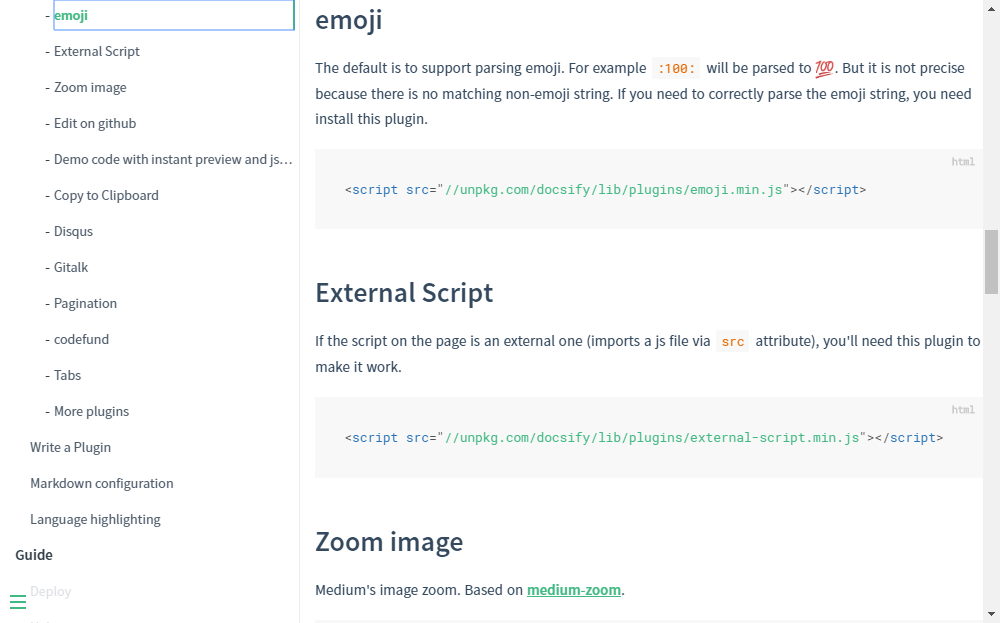 - emoji
- External Script
- Zoom image
- Edit on github
- Demo code with instant preview and js…
- Copy to Clipboard
- Disqus
- Gitalk
- Pagination
- codefund
- Tabs
- More plugins
Write a Plugin
Markdown configuration
Language highlighting
Guide
Deploy
emoji
The default is to support parsing emoji. For example :100: will be parsed to 💯. But it is not precise
because there is no matching non-emoji string. If you need to correctly parse the emoji string, you need
install this plugin.
html
<script src="//unpkg.com/docsify/lib/plugins/emoji.min.js"></script>
External Script
If the script on the page is an external one (imports a js file via src attribute), you'll need this plugin to
make it work.
html
<script src="//unpkg.com/docsify/lib/plugins/external-script.min.js"></script>
Zoom image
Medium's image zoom. Based on medium-zoom.